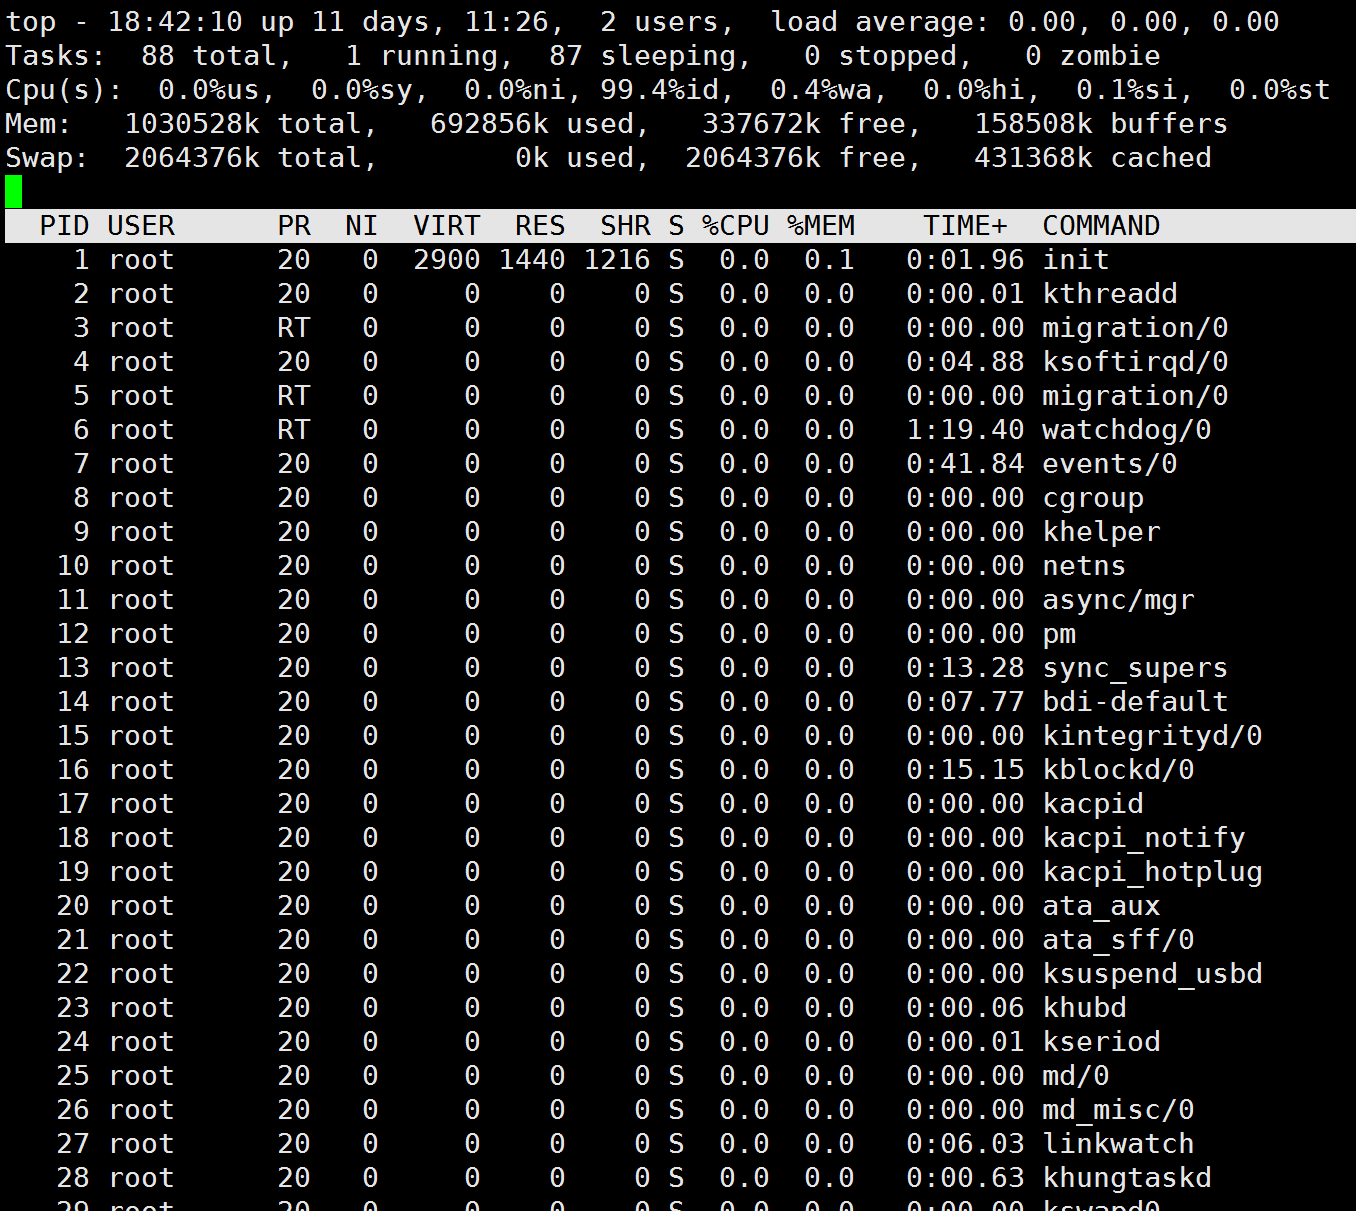 top - 18:42:10 up 11 days, 11:26,  2 users,  load average: 0.00, 0.00, 0.00
Tasks:  88 total,   1 running,  87 sleeping,   0 stopped,   0 zombie
Cpu(s):  0.0%us,  0.0%sy,  0.0%ni, 99.4%id,  0.4%wa,  0.0%hi,  0.1%si,  0.0%st
Mem:   1030528k total,   692856k used,   337672k free,   158508k buffers
Swap:  2064376k total,        0k used,  2064376k free,   431368k cached
  PID USER      PR  NI  VIRT  RES  SHR S %CPU %MEM    TIME+  COMMAND
    1 root      20   0  2900 1440 1216 S  0.0  0.1   0:01.96 init
    2 root      20   0     0    0    0 S  0.0  0.0   0:00.01 kthreadd
    3 root      RT   0     0    0    0 S  0.0  0.0   0:00.00 migration/0
    4 root      20   0     0    0    0 S  0.0  0.0   0:04.88 ksoftirqd/0
    5 root      RT   0     0    0    0 S  0.0  0.0   0:00.00 migration/0
    6 root      RT   0     0    0    0 S  0.0  0.0   1:19.40 watchdog/0
    7 root      20   0     0    0    0 S  0.0  0.0   0:41.84 events/0
    8 root      20   0     0    0    0 S  0.0  0.0   0:00.00 cgroup
    9 root      20   0     0    0    0 S  0.0  0.0   0:00.00 khelper
   10 root      20   0     0    0    0 S  0.0  0.0   0:00.00 netns
   11 root      20   0     0    0    0 S  0.0  0.0   0:00.00 async/mgr
   12 root      20   0     0    0    0 S  0.0  0.0   0:00.00 pm
   13 root      20   0     0    0    0 S  0.0  0.0   0:13.28 sync_supers
   14 root      20   0     0    0    0 S  0.0  0.0   0:07.77 bdi-default
   15 root      20   0     0    0    0 S  0.0  0.0   0:00.00 kintegrityd/0
   16 root      20   0     0    0    0 S  0.0  0.0   0:15.15 kblockd/0
   17 root      20   0     0    0    0 S  0.0  0.0   0:00.00 kacpid
   18 root      20   0     0    0    0 S  0.0  0.0   0:00.00 kacpi_notify
   19 root      20   0     0    0    0 S  0.0  0.0   0:00.00 kacpi_hotplug
   20 root      20   0     0    0    0 S  0.0  0.0   0:00.00 ata_aux
   21 root      20   0     0    0    0 S  0.0  0.0   0:00.00 ata_sff/0
   22 root      20   0     0    0    0 S  0.0  0.0   0:00.00 ksuspend_usbd
   23 root      20   0     0    0    0 S  0.0  0.0   0:00.06 khubd
   24 root      20   0     0    0    0 S  0.0  0.0   0:00.01 kseriod
   25 root      20   0     0    0    0 S  0.0  0.0   0:00.00 md/0
   26 root      20   0     0    0    0 S  0.0  0.0   0:00.00 md_misc/0
   27 root      20   0     0    0    0 S  0.0  0.0   0:06.03 linkwatch
   28 root      20   0     0    0    0 S  0.0  0.0   0:00.63 khungtaskd
   29 root      20   0     0    0    0 S  0.0  0.0   0:00.00 kswapd0